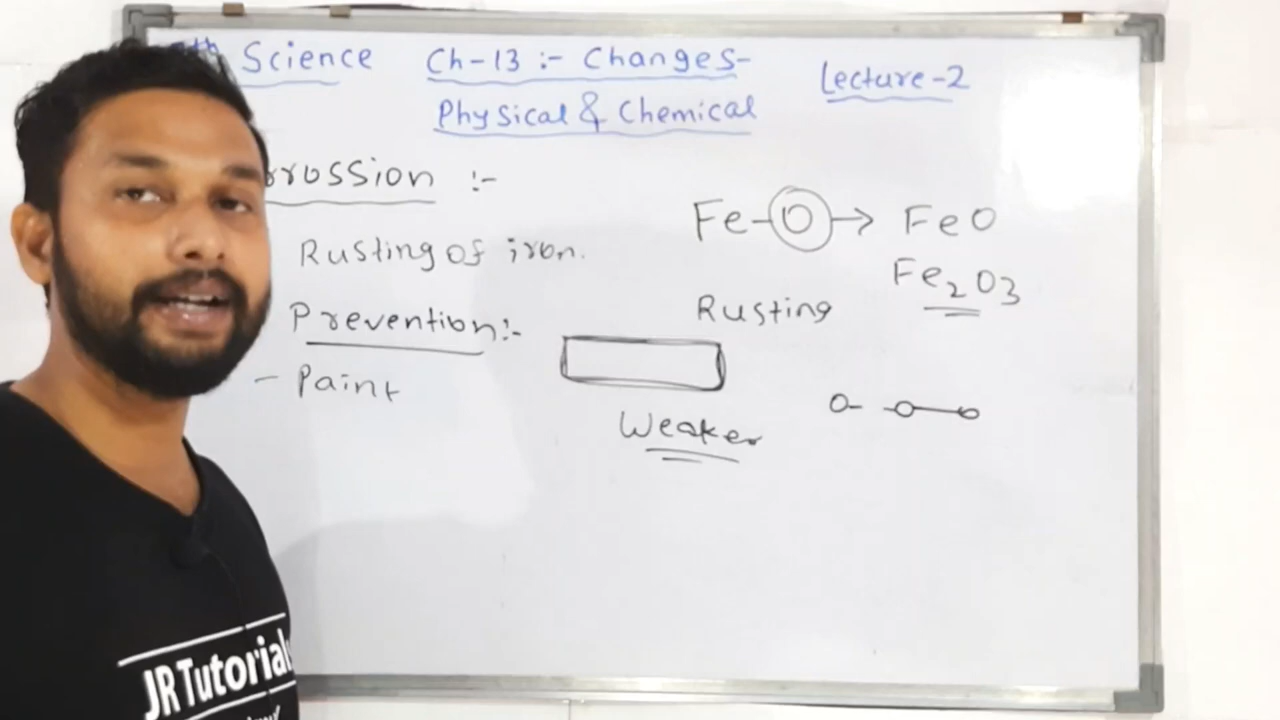 th Science Ch-13 :- Changes- Lecture-2
Physical & Chemical
rrossion :-
Rusting of iron.
Prevention:-
- Paint
Fe-O → FeO
Fe2O3
Rusting
Weaker
JR Tutorial